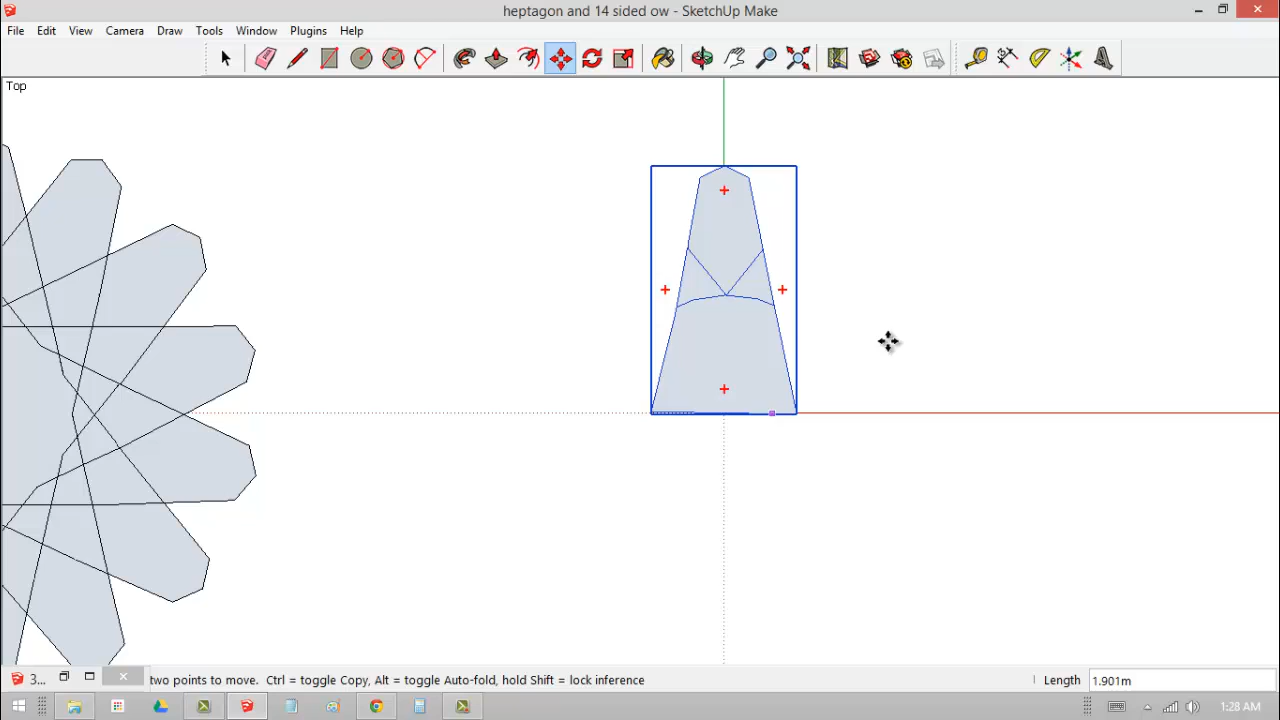 heptagon and 14 sided ow - SketchUp Make
File Edit View Camera Draw Tools Window Plugins Help
Top
3... two points to move. Ctrl = toggle Copy, Alt = toggle Auto-fold, hold Shift = lock inference Length 1.901m
1:28 AM